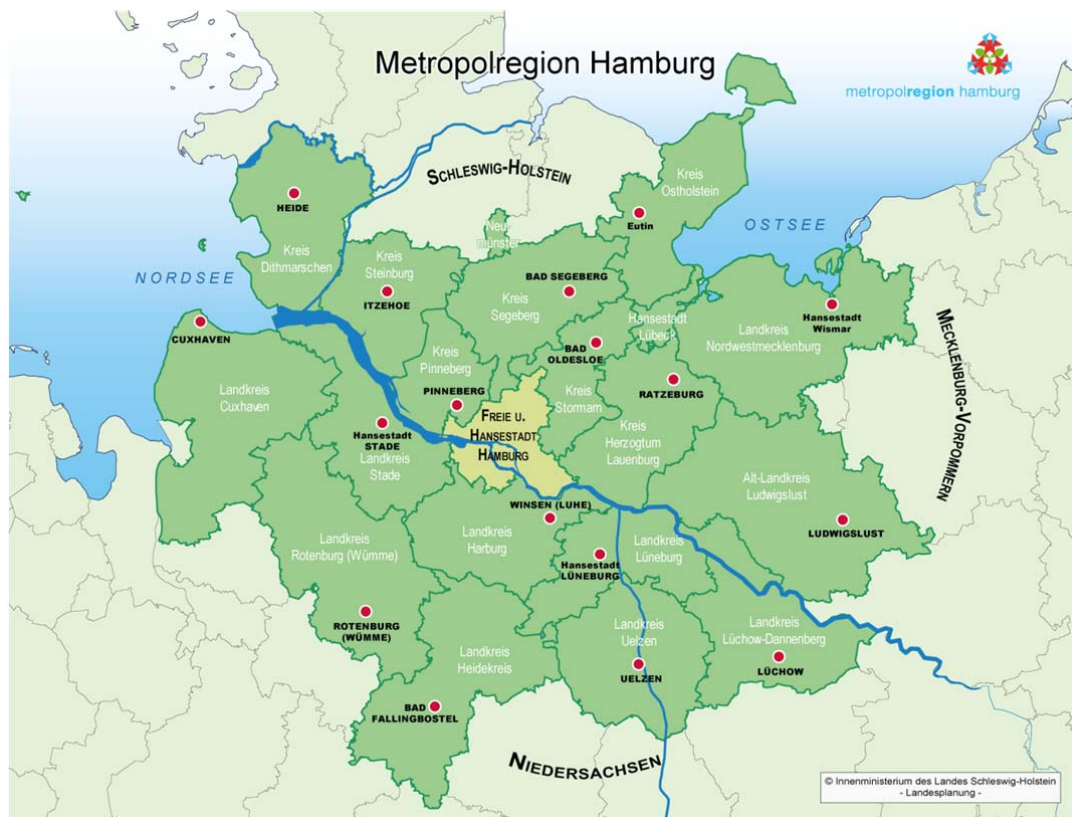 Metropolregion Hamburg
metropolregion hamburg
SCHLESWIG-HOLSTEIN
Kreis
Ostholstein
HEIDE
Eutin
OSTSEE
Neu-
münster
Kreis
Dithmarschen
Kreis
Steinburg
NORDSEE
BAD SEGEBERG
ITZEHOE
Kreis
Segeberg
Hansestadt
Lübeck
Hansestadt
Wismar
Landkreis
Nordwestmecklenburg
MECKLENBURG-VORPOMMERN
CUXHAVEN
BAD
OLDESLOE
Kreis
Pinneberg
PINNEBERG
Landkreis
Cuxhaven
Kreis
Stormarn
RATZEBURG
FREIE U.
HANSESTADT
HAMBURG
Hansestadt
STADE
Landkreis
Stade
Kreis
Herzogtum
Lauenburg
Alt-Landkreis
Ludwigslust
WINSEN (LUHE)
LUDWIGSLUST
Landkreis
Rotenburg (Wümme)
Landkreis
Harburg
Landkreis
Lüneburg
Hansestadt
LÜNEBURG
ROTENBURG
(WÜMME)
Landkreis
Uelzen
Landkreis
Lüchow-Dannenberg
Landkreis
Heidekreis
UELZEN
LÜCHOW
BAD
FALLINGBOSTEL
NIEDERSACHSEN
© Innenministerium des Landes Schleswig-Holstein
- Landesplanung -